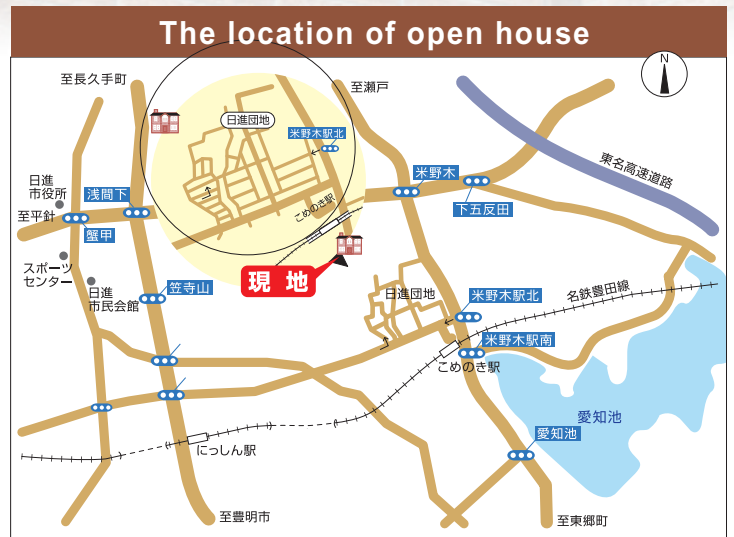 The location of open house
N
至長久手町
至瀬戸
日進団地
米野木駅北
東名高速道路
米野木
日進
市役所
浅間下
こめのき駅
下五反田
至平針
蟹甲
スポーツ
センター
日進
市民会館
笠寺山
現地
日進団地
米野木駅北
名鉄豊田線
米野木駅南
こめのき駅
愛知池
愛知池
にっしん駅
至豊明市
至東郷町